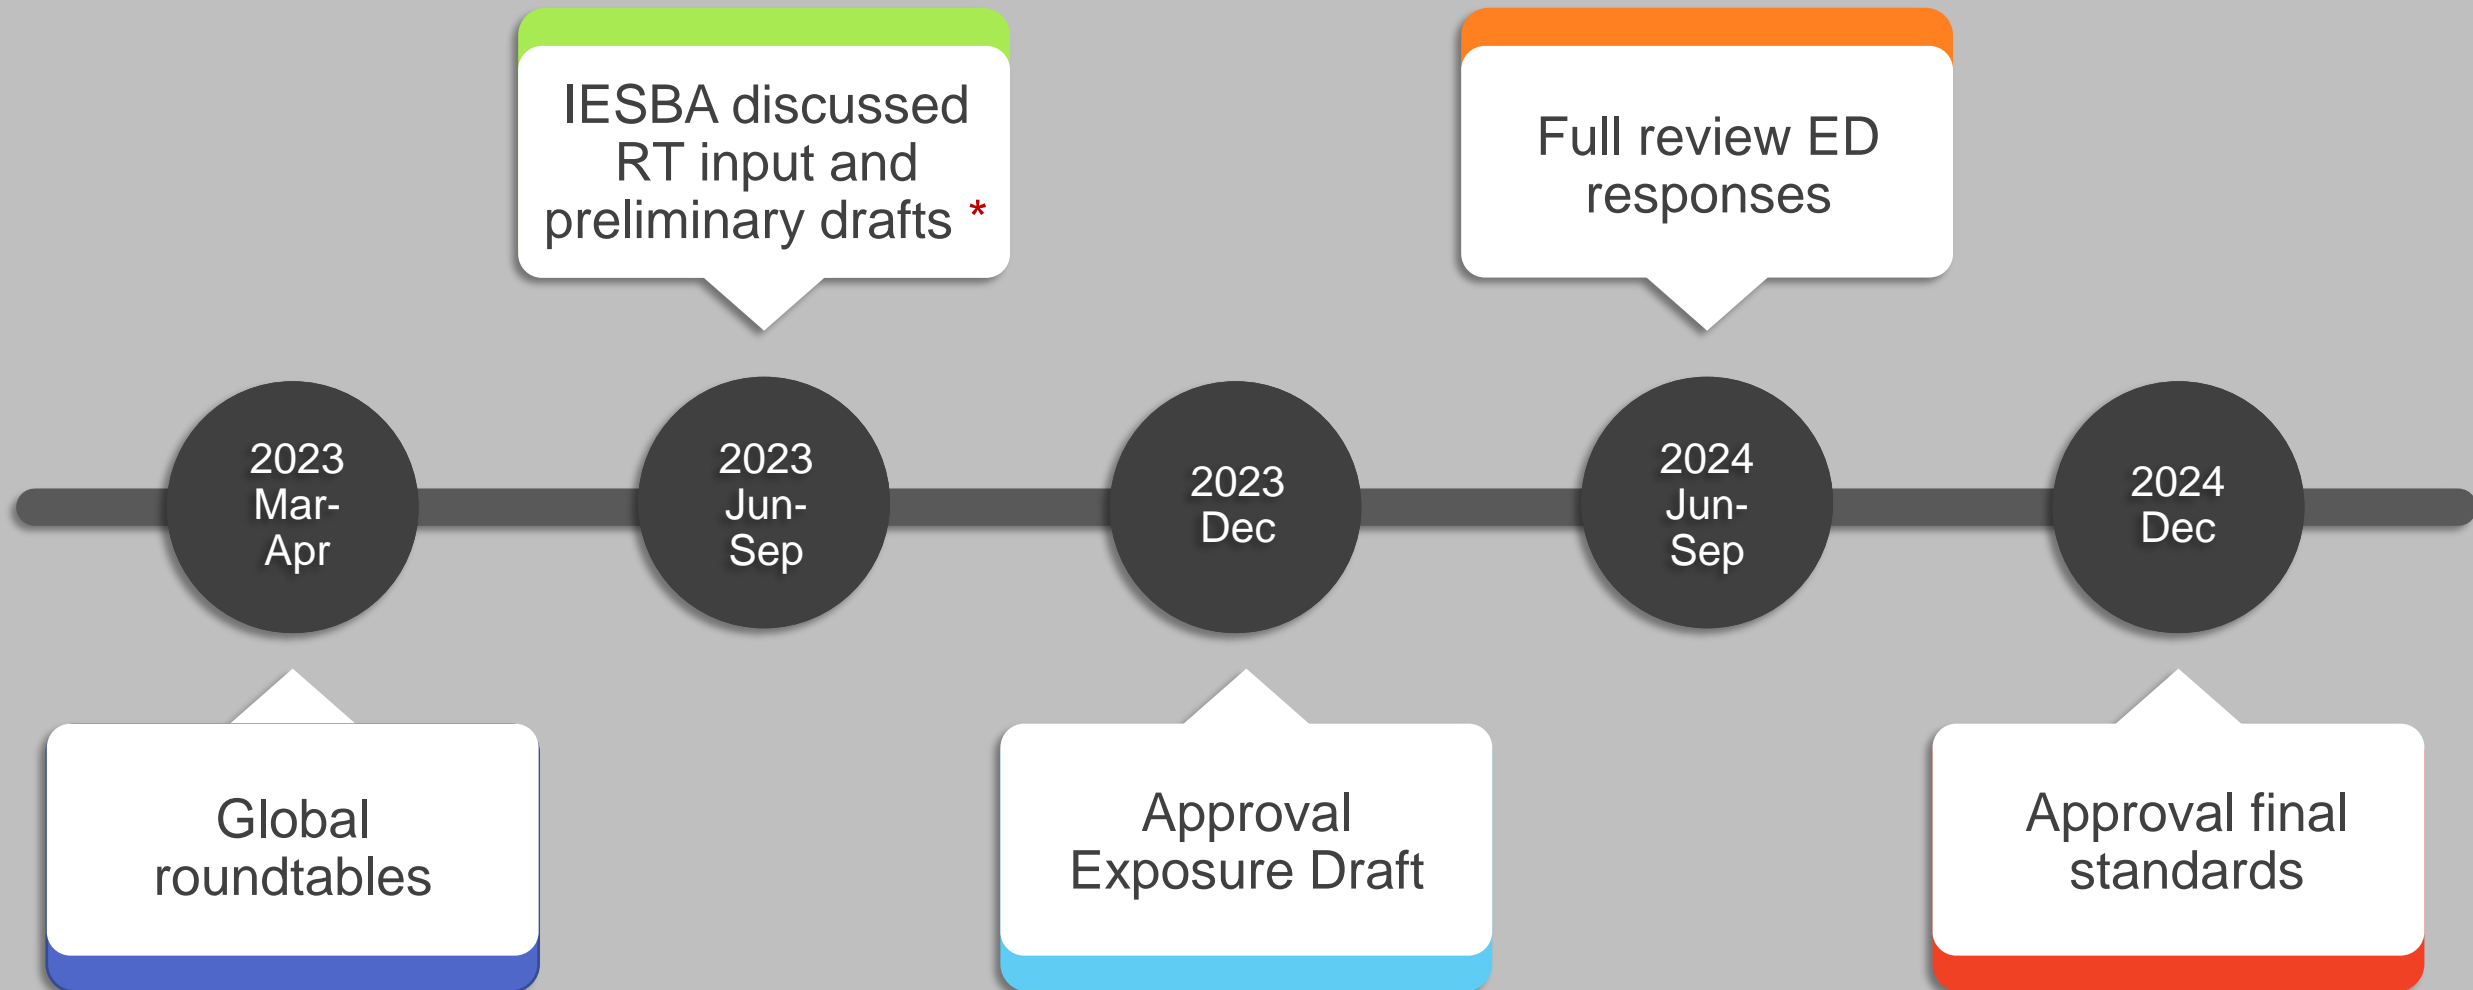 IESBA discussed
RT input and
preliminary drafts *
Full review ED
responses
2023
Mar-
Apr
2023
Jun-
Sep
2023
Dec
2024
Jun-
Sep
2024
Dec
Global
roundtables
Approval
Exposure Draft
Approval final
standards